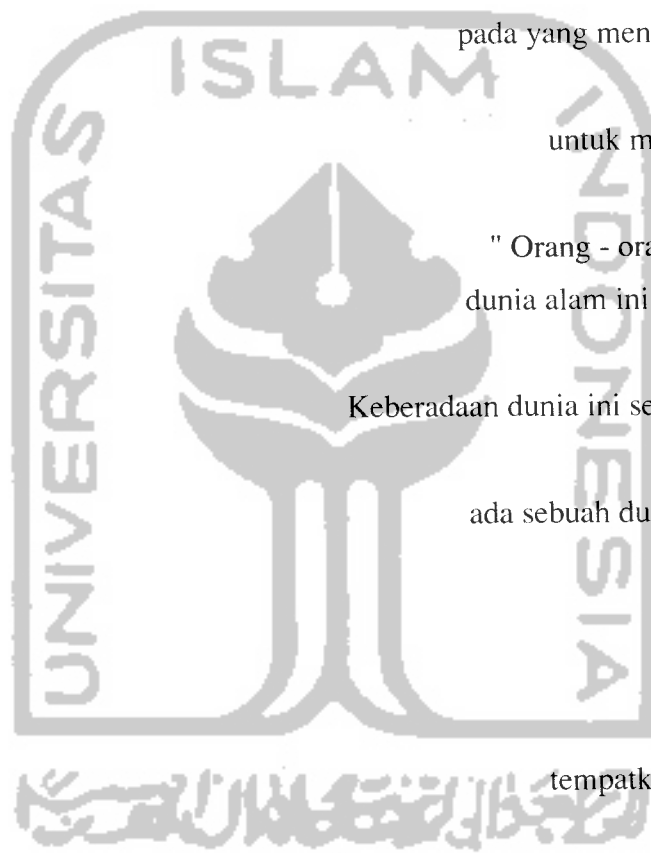 UNIVERSITAS
ISLAM
INDONESIA
pada yang men
untuk m
" Orang - ora
dunia alam ini
Keberadaan dunia ini se
ada sebuah du
tempatk